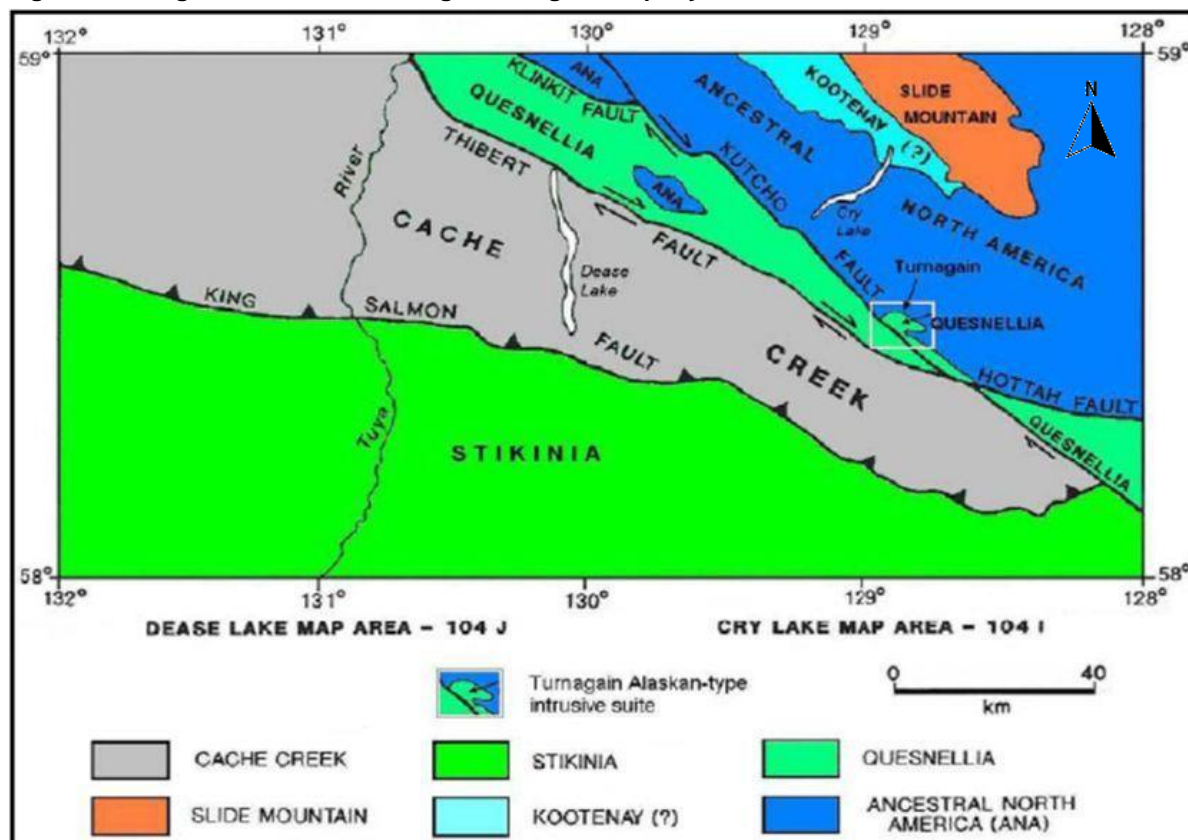 132° 131° 130° 129° 128°
59° 59°
N
KLINKIT FAULT
ANA
QUESNELLIA
ANCESTRAL
KOOTENAY (?)
SLIDE
MOUNTAIN
THIBERT
FAULT
KUTCHO
FAULT
ANA
NORTH AMERICA
River
Tuya
CACHE
CREEK
Cry
Lake
Dease
Lake
Turnagain
QUESNELLIA
KING
SALMON
FAULT
HOTTAH FAULT
QUESNELLIA
STIKINIA
58° 58°
132° 131° 130° 129° 128°
DEASE LAKE MAP AREA - 104 J
CRY LAKE MAP AREA - 104 I
Turnagain Alaskan-type
intrusive suite
0 40
km
CACHE CREEK
STIKINIA
QUESNELLIA
SLIDE MOUNTAIN
KOOTENAY (?)
ANCESTRAL NORTH
AMERICA (ANA)